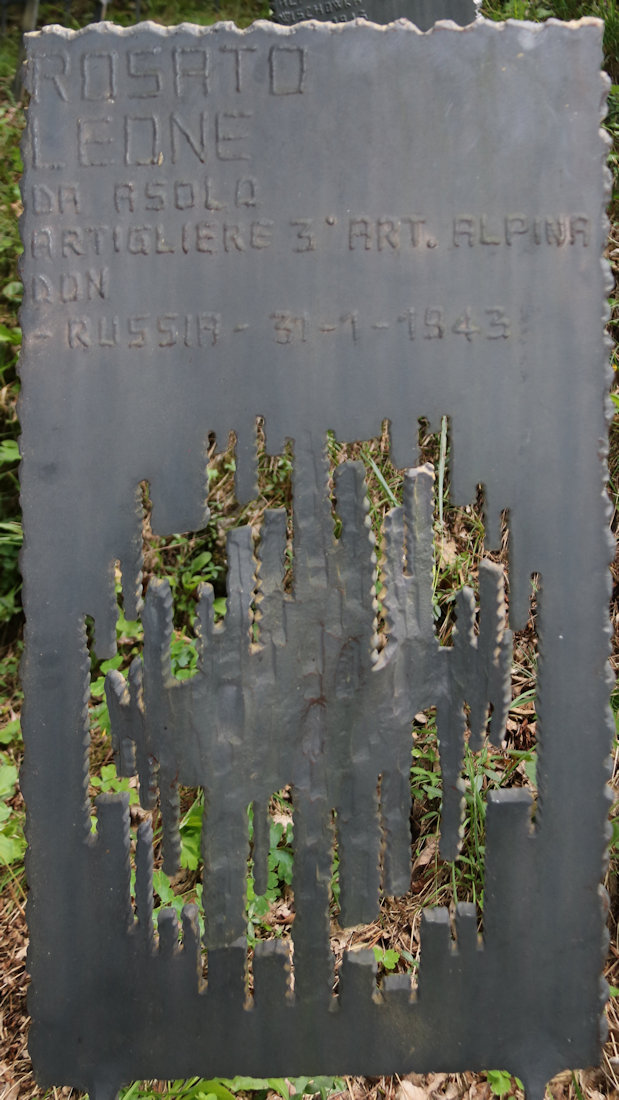 ROSATO
LEONE
DA ASOLO
ARTIGLIERE 3° ART. ALPINA
DON
- RUSSIA - 31 - 1 - 1943